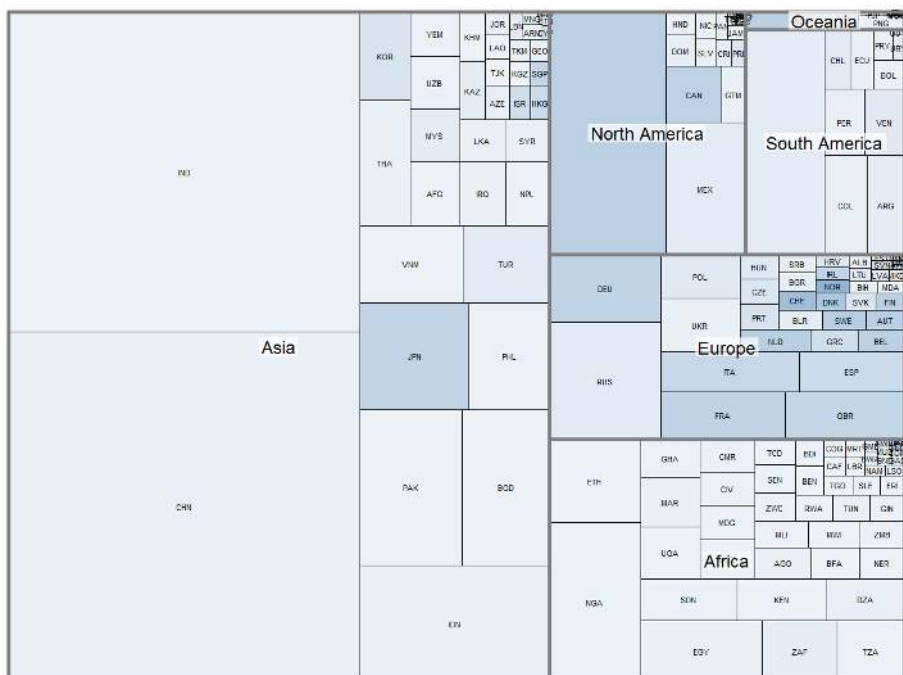 IND
CHN
Asia
KOR
THA
YEM
UZB
MYS
AFG
KHM
KAZ
JOR
LAO
TJK
AZE
TKM
GEO
KGZ
SGP
ISR
HKG
LKA
SYR
IRQ
NPL
VNM
TUR
JPN
PHL
PAK
BGD
North America
HND
NIC
PAN
JAM
DOM
SLV
CRI
PRI
CAN
GTM
MEX
Oceania
PNG
South America
CHL
ECU
PRY
BOL
PER
VEN
COL
ARG
Europe
DEU
RUS
POL
UKR
HUN
CZE
PRT
SRB
BGR
CHE
BLR
HRV
IRL
NOR
DNK
SWE
ALB
LTU
BIH
SVK
LVA
MKD
MDA
FIN
AUT
NLD
GRC
BEL
ITA
ESP
FRA
GBR
Africa
ETH
NGA
GHA
MAR
UGA
CMR
CIV
MDG
TCD
SEN
ZWE
BDI
BEN
RWA
COG
MRT
CAF
LBR
NAM
LSO
TGO
SLE
ERI
TUN
GIN
MLI
MWI
ZMB
AGO
BFA
NER
SDN
KEN
DZA
EGY
ZAF
TZA